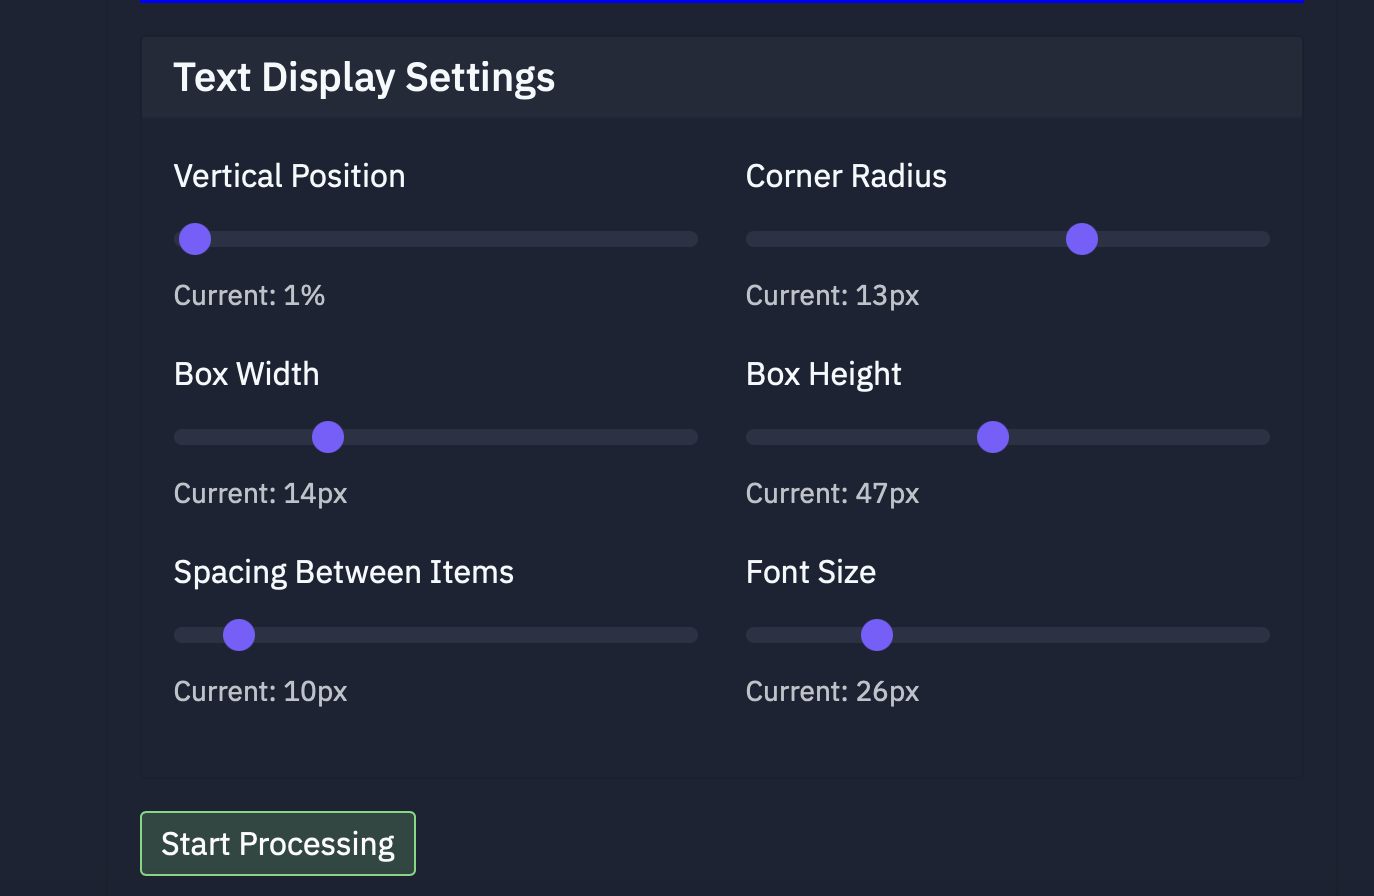 Text Display Settings
Vertical Position
Corner Radius
Current: 1%
Current: 13px
Box Width
Box Height
Current: 14px
Current: 47px
Spacing Between Items
Font Size
Current: 10px
Current: 26px
Start Processing